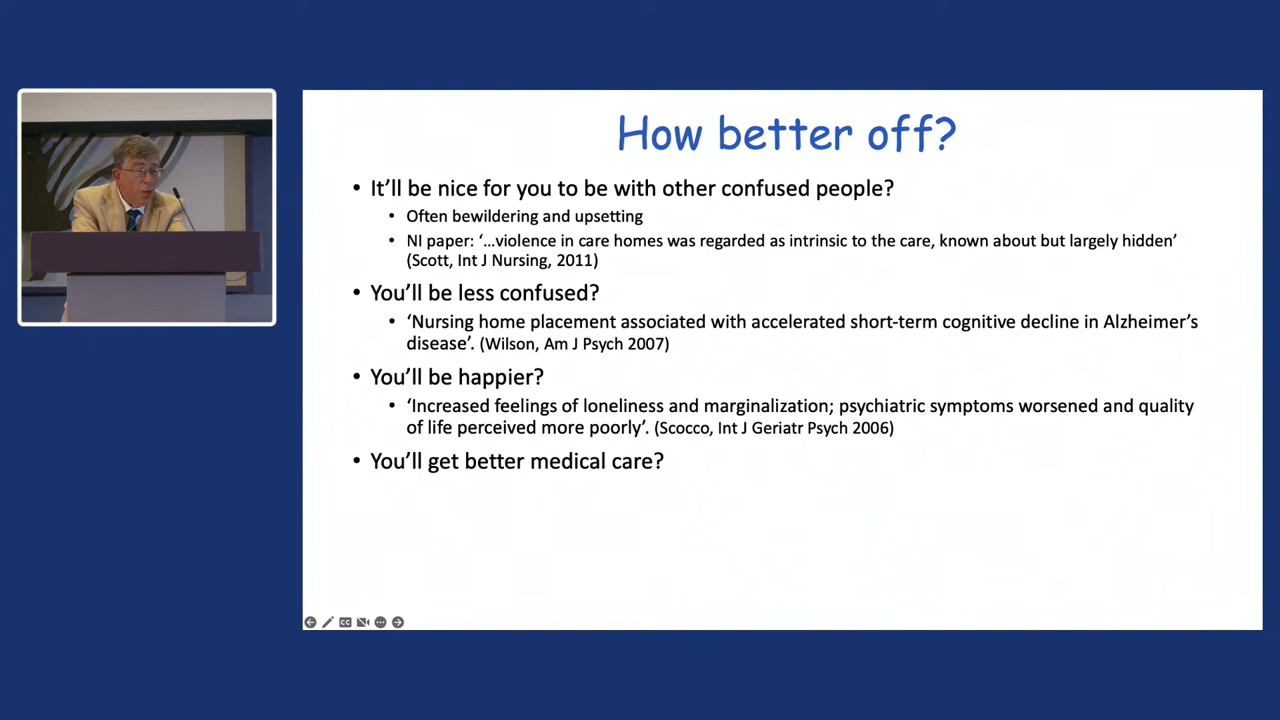 How better off?
• It’ll be nice for you to be with other confused people?
• Often bewildering and upsetting
• NI paper: ‘…violence in care homes was regarded as intrinsic to the care, known about but largely hidden’
(Scott, Int J Nursing, 2011)
• You’ll be less confused?
• ‘Nursing home placement associated with accelerated short-term cognitive decline in Alzheimer’s
disease’. (Wilson, Am J Psych 2007)
• You’ll be happier?
• ‘Increased feelings of loneliness and marginalization; psychiatric symptoms worsened and quality
of life perceived more poorly’. (Scocco, Int J Geriatr Psych 2006)
• You’ll get better medical care?
CC